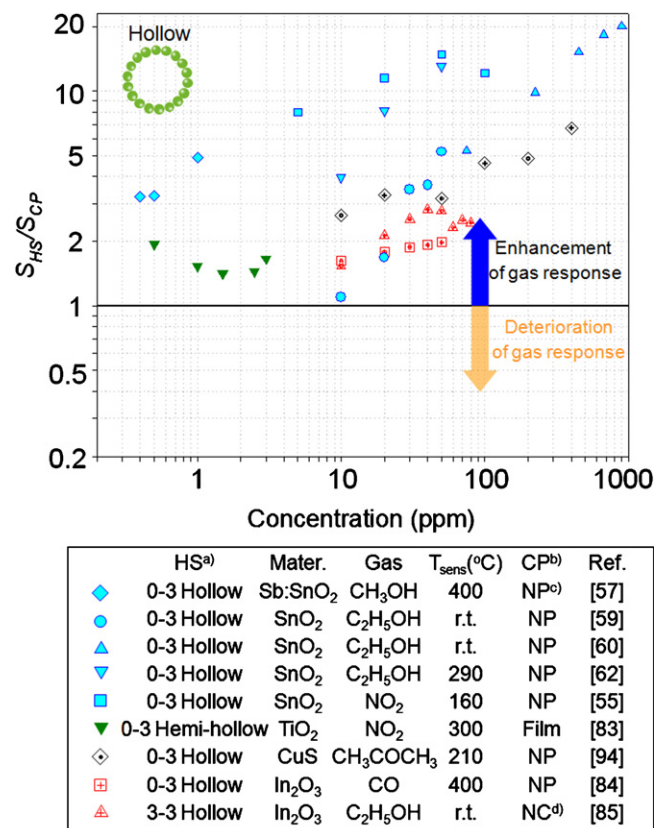 20
10
5
2
1
0.5
0.2
S_HS/S_CP
Hollow
Enhancement
of gas response
Deterioration
of gas response
1 10 100 1000
Concentration (ppm)
HS^a) Mater. Gas T_sens(°C) CP^b) Ref.
0-3 Hollow Sb:SnO₂ CH₃OH 400 NP^c) [57]
0-3 Hollow SnO₂ C₂H₅OH r.t. NP [59]
0-3 Hollow SnO₂ C₂H₅OH r.t. NP [60]
0-3 Hollow SnO₂ C₂H₅OH 290 NP [62]
0-3 Hollow SnO₂ NO₂ 160 NP [55]
0-3 Hemi-hollow TiO₂ NO₂ 300 Film [83]
0-3 Hollow CuS CH₃COCH₃ 210 NP [94]
0-3 Hollow In₂O₃ CO 400 NP [84]
3-3 Hollow In₂O₃ C₂H₅OH r.t. NC^d) [85]